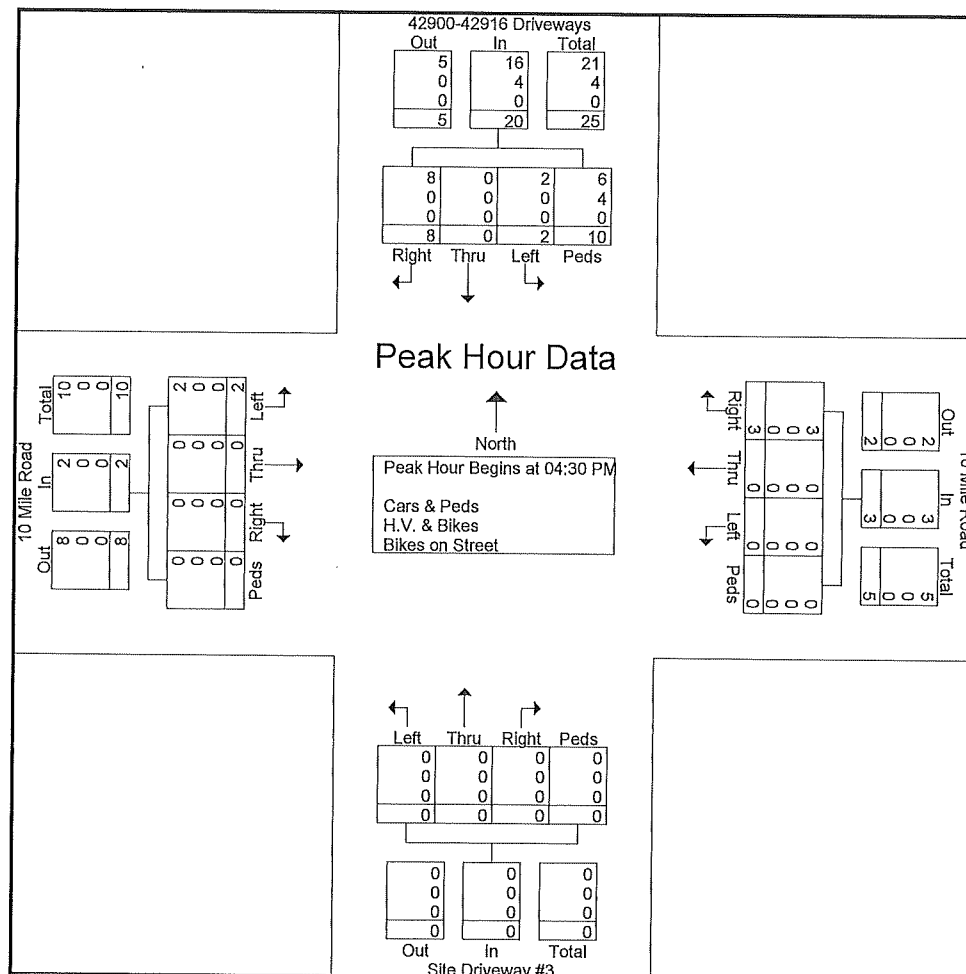 42900-42916 Driveways
Out In Total
5 16 21
0 4 4
0 0 0
5 20 25
8 0 2 6
0 0 0 4
0 0 0 0
8 0 2 10
Right Thru Left Peds
Peak Hour Data
North
Peak Hour Begins at 04:30 PM
Cars & Peds
H.V. & Bikes
Bikes on Street
10 Mile Road
Out In Total
8 2 10
0 0 0
0 0 0
8 2 10
Peds Right Thru Left
0 0 0 2
0 0 0 0
0 0 0 0
0 0 0 2
Right Thru Left Peds
3 0 0 0
0 0 0 0
0 0 0 0
3 0 0 0
10 Mile Road
Out In Total
2 3 5
0 0 0
0 0 0
2 3 5
Left Thru Right Peds
0 0 0 0
0 0 0 0
0 0 0 0
0 0 0 0
0 0 0
0 0 0
0 0 0
0 0 0
Out In Total
Site Driveway #3